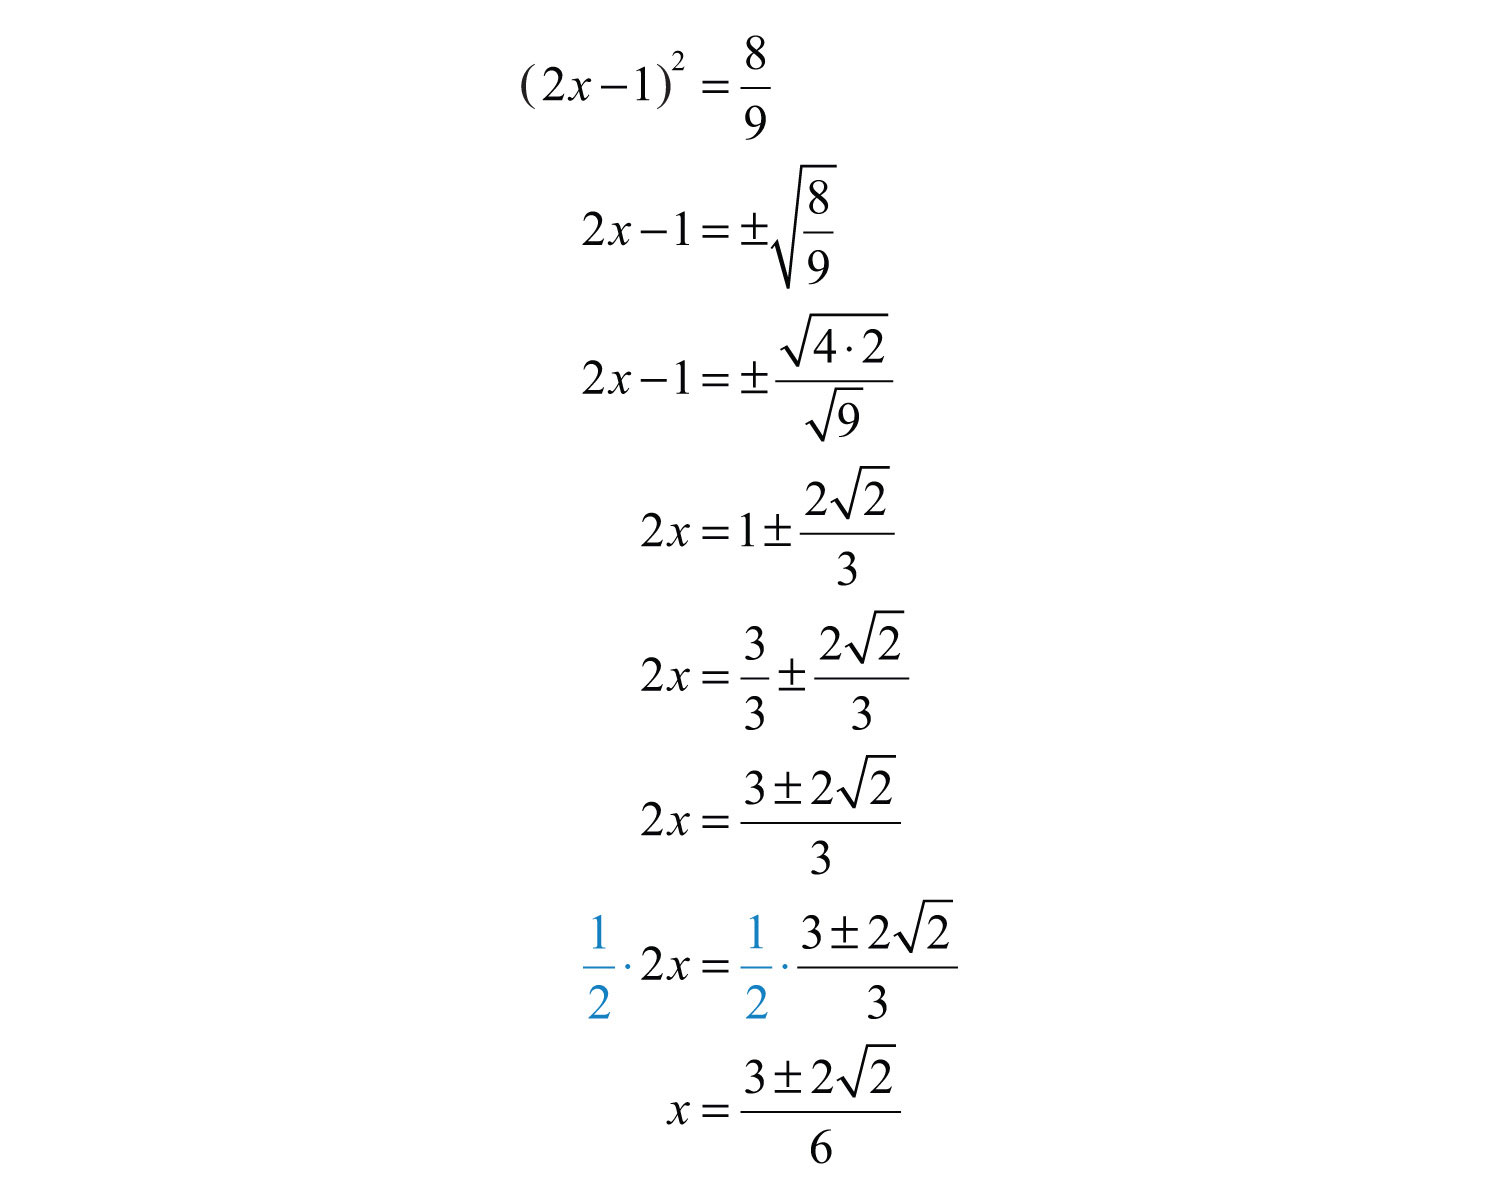 (2x−1)² = 8/9
2x−1 = ±√(8/9)
2x−1 = ±√(4·2)/√9
2x = 1±2√2/3
2x = 3/3±2√2/3
2x = (3±2√2)/3
1/2·2x = 1/2·(3±2√2)/3
x = (3±2√2)/6